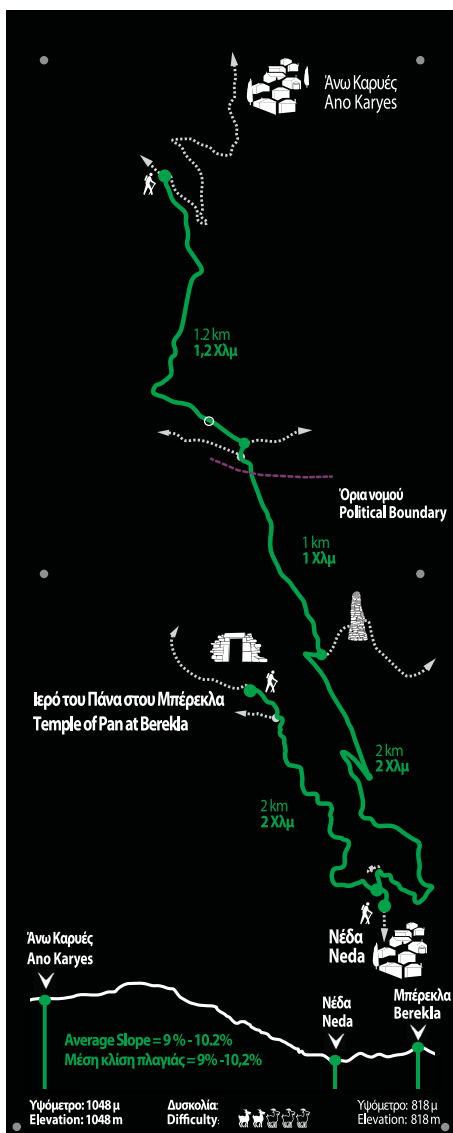 Άνω Καρυές
Ano Karyes
1.2 km
1,2 Χλμ
Όρια νομού
Political Boundary
1 km
1 Χλμ
Ιερό του Πάνα στου Μπέρεκλα
Temple of Pan at Berekla
2 km
2 Χλμ
2 km
2 Χλμ
Νέδα
Neda
Άνω Καρυές
Ano Karyes
Νέδα
Neda
Μπέρεκλα
Berekla
Average Slope = 9 % - 10.2%
Μέση κλίση πλαγιάς = 9% -10,2%
Υψόμετρο: 1048 μ
Elevation: 1048 m
Δυσκολία:
Difficulty:
Υψόμετρο: 818 μ
Elevation: 818 m